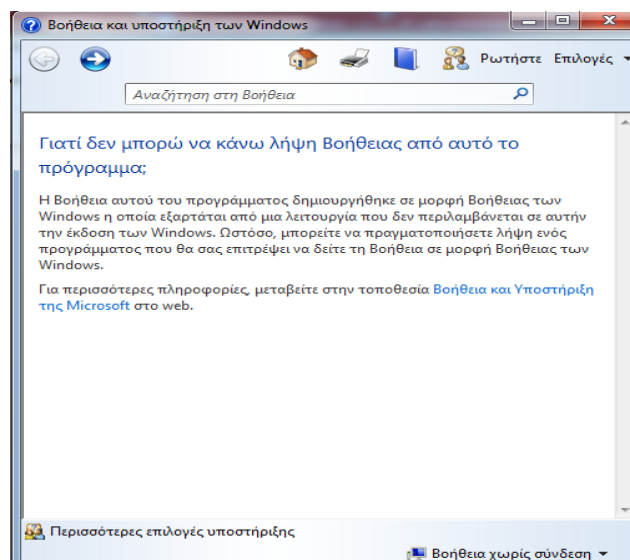 Βοήθεια και υποστήριξη των Windows
Ρωτήστε Επιλογές
Αναζήτηση στη Βοήθεια
Γιατί δεν μπορώ να κάνω λήψη Βοήθειας από αυτό το
πρόγραμμα;
Η Βοήθεια αυτού του προγράμματος δημιουργήθηκε σε μορφή Βοήθειας των
Windows η οποία εξαρτάται από μια λειτουργία που δεν περιλαμβάνεται σε αυτήν
την έκδοση των Windows. Ωστόσο, μπορείτε να πραγματοποιήσετε λήψη ενός
προγράμματος που θα σας επιτρέψει να δείτε τη Βοήθεια σε μορφή Βοήθειας των
Windows.
Για περισσότερες πληροφορίες, μεταβείτε στην τοποθεσία Βοήθεια και Υποστήριξη
της Microsoft στο web.
Περισσότερες επιλογές υποστήριξης
Βοήθεια χωρίς σύνδεση